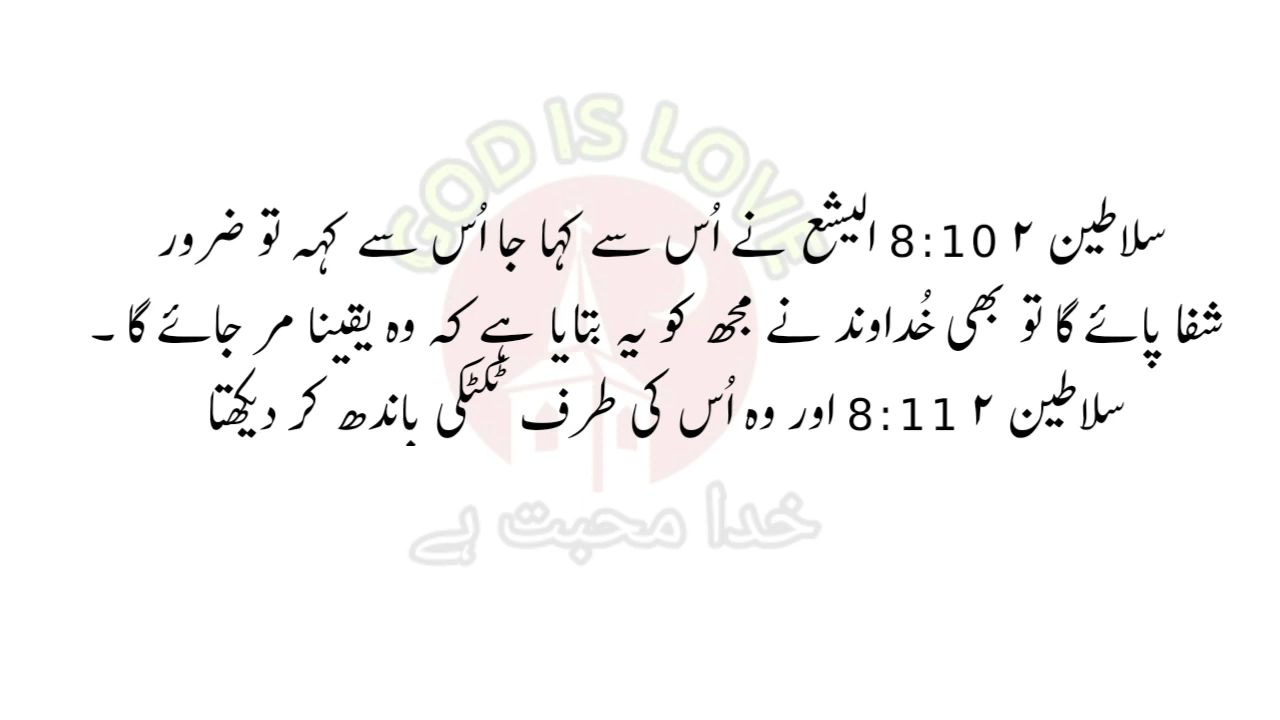 GOD IS LOVE
سلاطین ۲ 8:10 الیشع نے اُس سے کہا جا اُس سے کہہ تو ضرور
شفا پائے گا تو بھی خُداوند نے مجھ کو یہ بتایا ہے کہ وہ یقینا مر جائے گا ۔
سلاطین ۲ 8:11 اور وہ اُس کی طرف ٹکٹکی باندھ کر دیکھتا
خدا محبت ہے